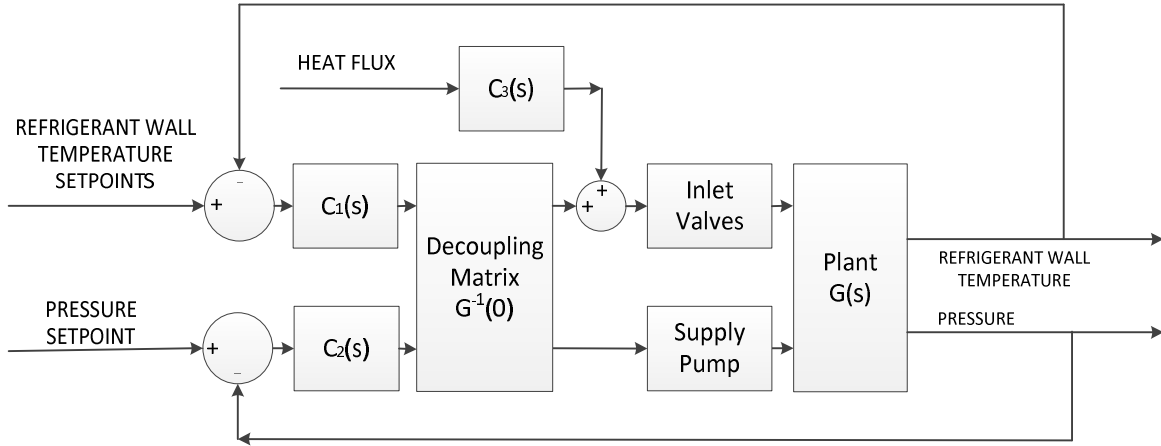 HEAT FLUX
C3(s)
REFRIGERANT WALL
TEMPERATURE
SETPOINTS
-
+
C1(s)
Decoupling
Matrix
G-1(0)
+
+
Inlet
Valves
Plant
G(s)
REFRIGERANT WALL
TEMPERATURE
PRESSURE
SETPOINT
+
-
C2(s)
Supply
Pump
PRESSURE